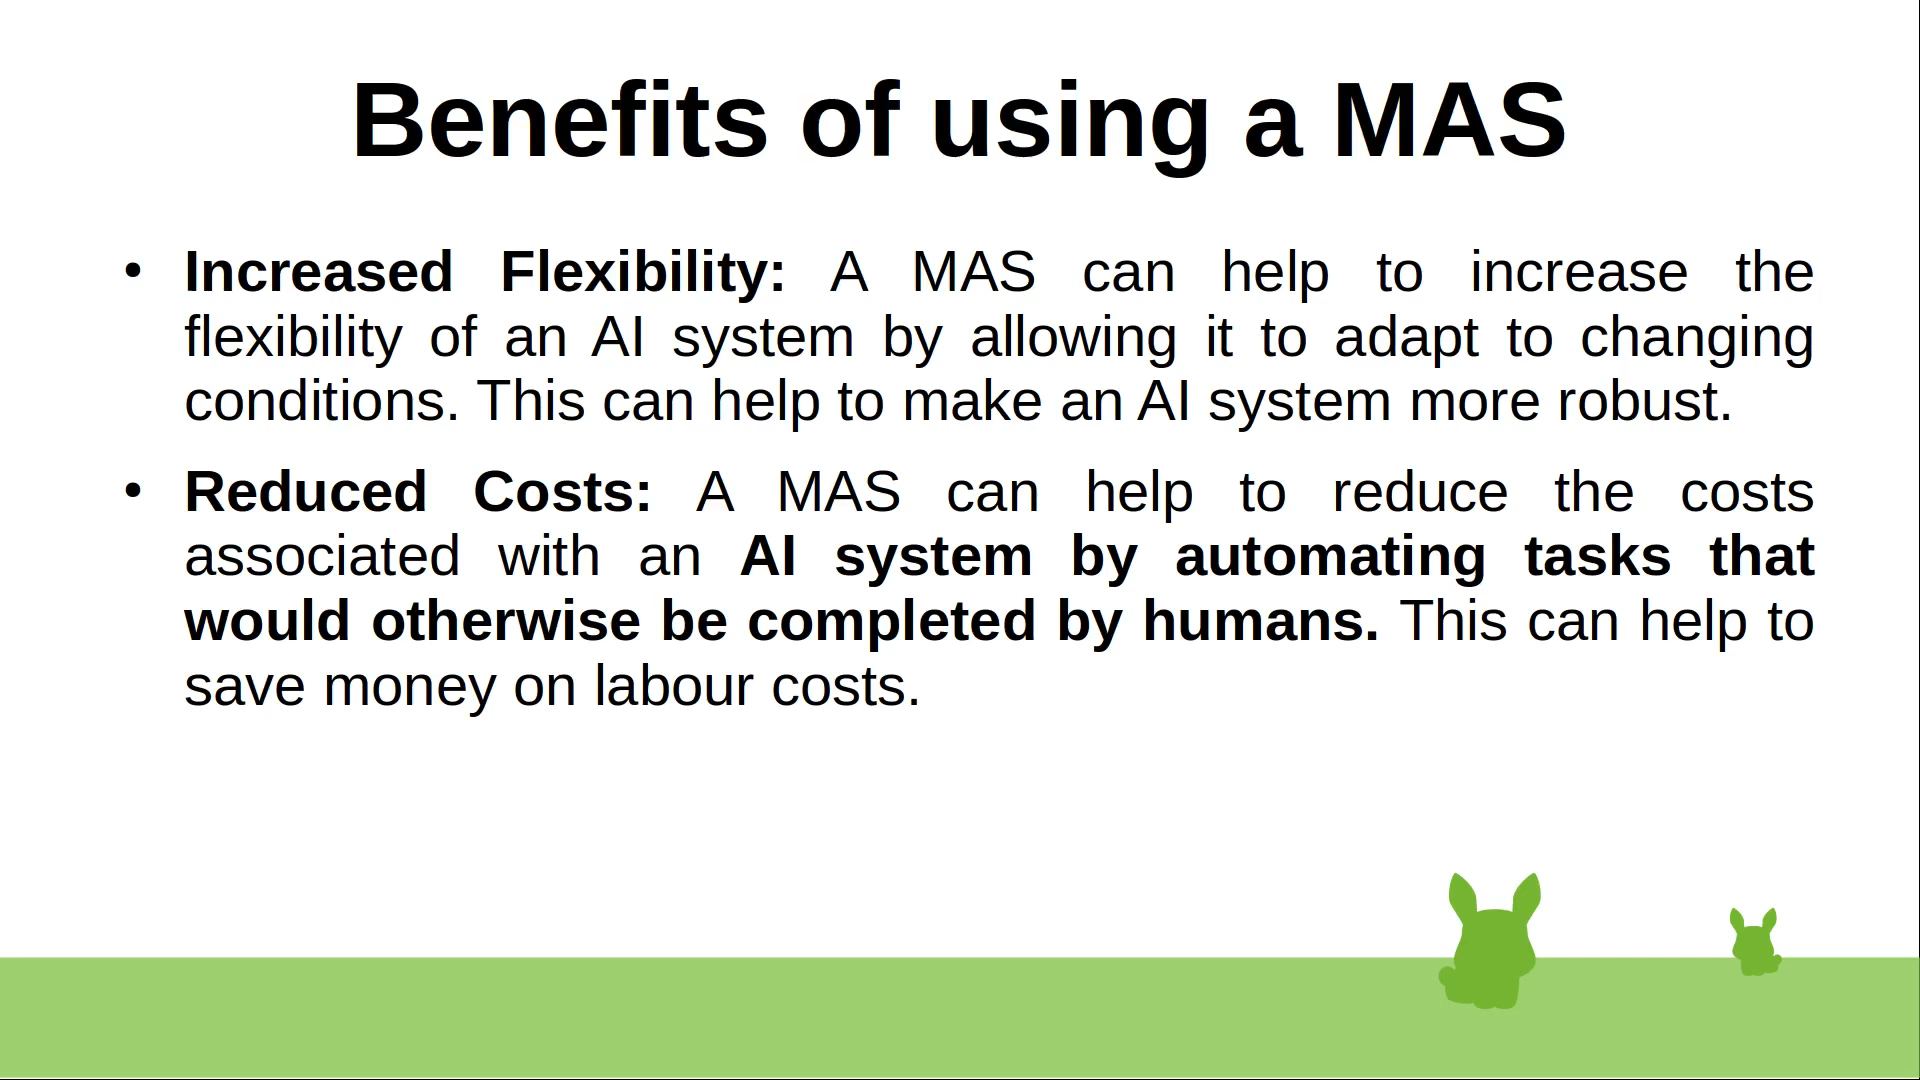 Benefits of using a MAS
• Increased Flexibility: A MAS can help to increase the
flexibility of an AI system by allowing it to adapt to changing
conditions. This can help to make an AI system more robust.
• Reduced Costs: A MAS can help to reduce the costs
associated with an AI system by automating tasks that
would otherwise be completed by humans. This can help to
save money on labour costs.